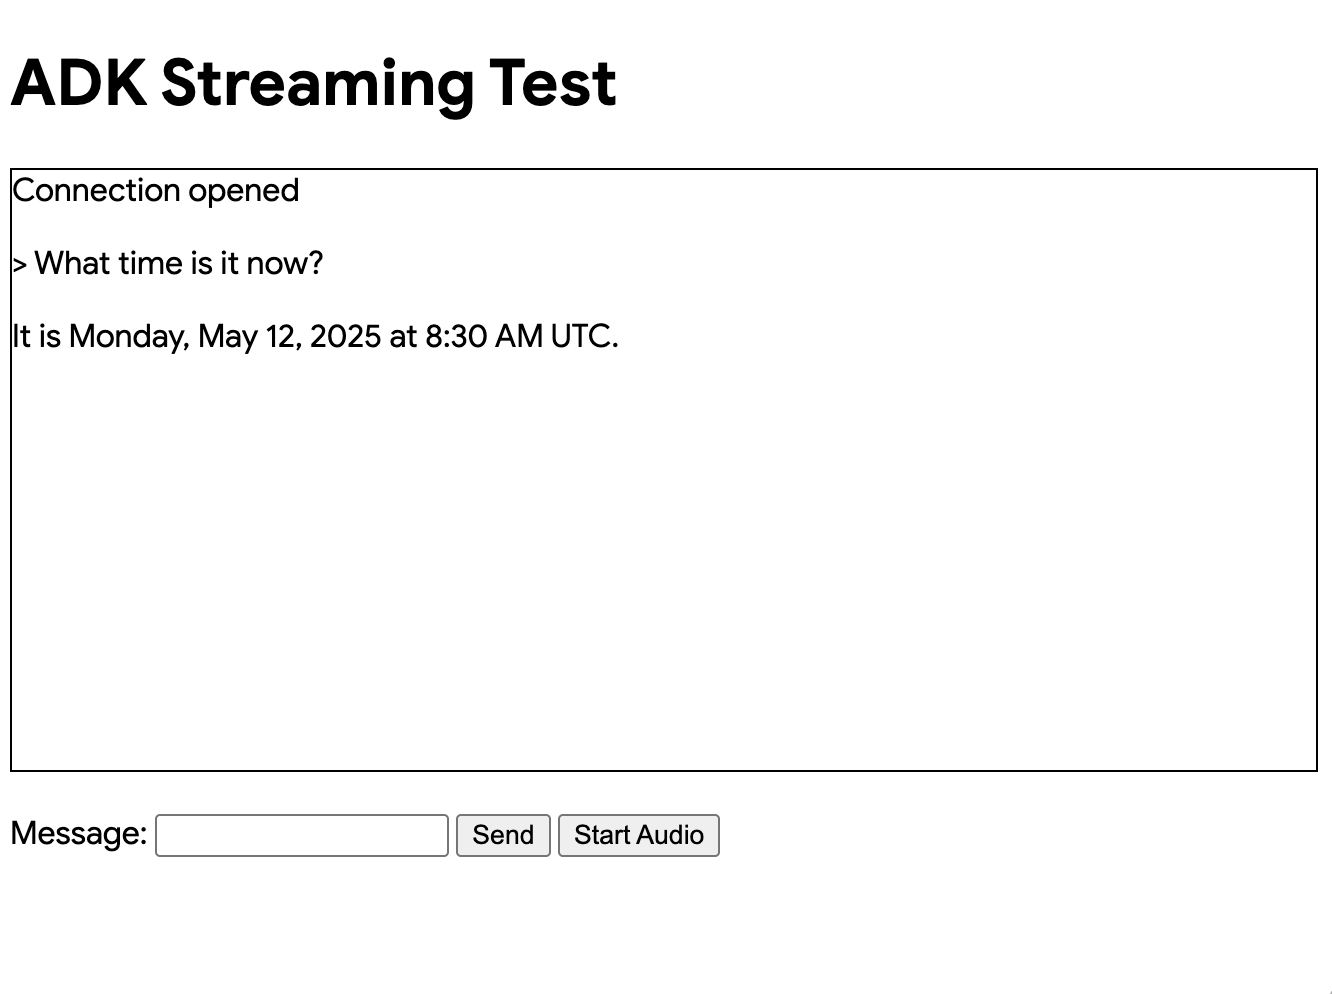 ADK Streaming Test
Connection opened
> What time is it now?
It is Monday, May 12, 2025 at 8:30 AM UTC.
Message: Send Start Audio